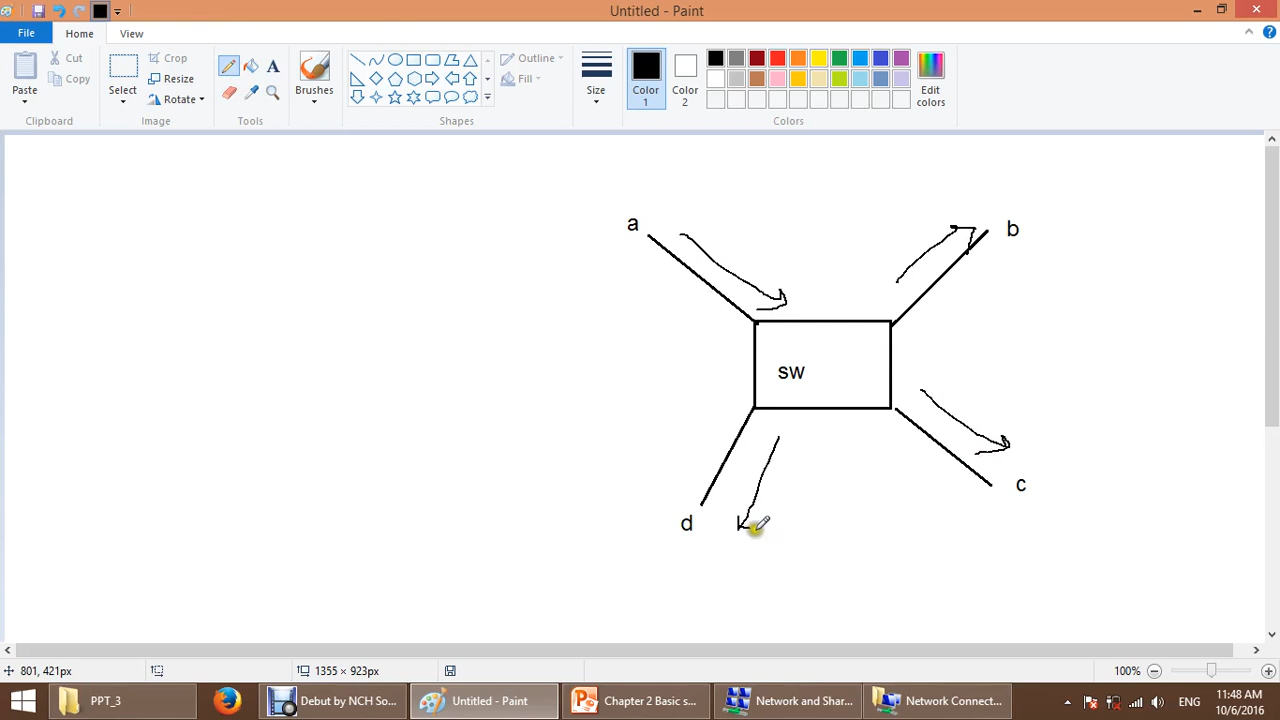 Untitled - Paint
File
Home
View
Paste
Cut
Copy
Clipboard
Select
Crop
Resize
Rotate
Image
A
Tools
Brushes
Shapes
Outline
Fill
Size
Color 1
Color 2
Edit colors
Colors
a
b
sw
c
d
801, 421px
1355 × 923px
100%
PPT_3
Debut by NCH So...
Untitled - Paint
Chapter 2 Basic s...
Network and Shar...
Network Connect...
ENG
11:48 AM
10/6/2016